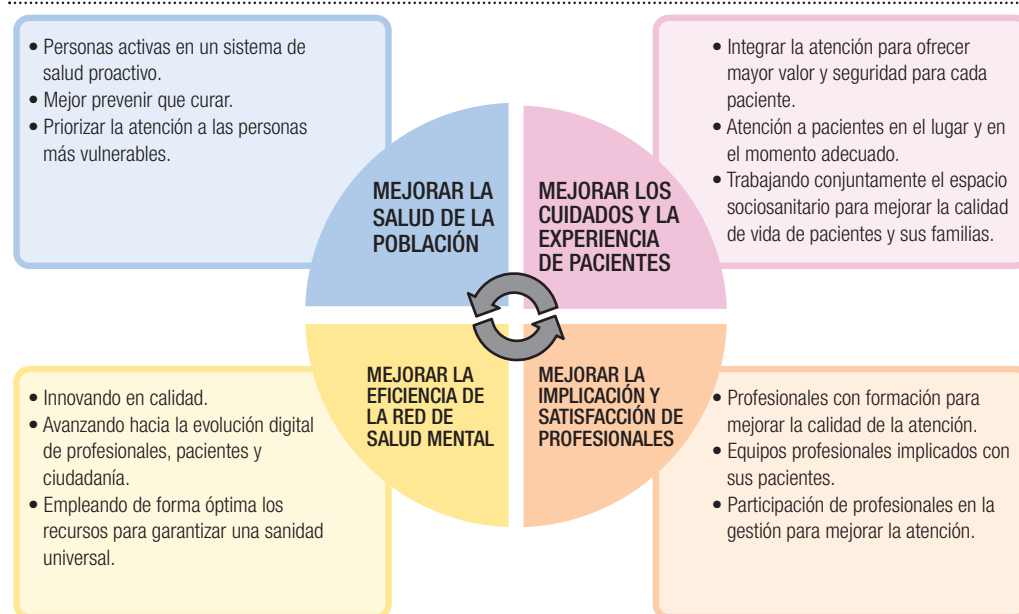 • Personas activas en un sistema de
salud proactivo.
• Mejor prevenir que curar.
• Priorizar la atención a las personas
más vulnerables.
• Integrar la atención para ofrecer
mayor valor y seguridad para cada
paciente.
• Atención a pacientes en el lugar y en
el momento adecuado.
• Trabajando conjuntamente el espacio
sociosanitario para mejorar la calidad
de vida de pacientes y sus familias.
MEJORAR LA
SALUD DE LA
POBLACIÓN
MEJORAR LOS
CUIDADOS Y LA
EXPERIENCIA
DE PACIENTES
MEJORAR LA
EFICIENCIA DE
LA RED DE
SALUD MENTAL
MEJORAR LA
IMPLICACIÓN Y
SATISFACCIÓN DE
PROFESIONALES
• Innovando en calidad.
• Avanzando hacia la evolución digital
de profesionales, pacientes y
ciudadanía.
• Empleando de forma óptima los
recursos para garantizar una sanidad
universal.
• Profesionales con formación para
mejorar la calidad de la atención.
• Equipos profesionales implicados con
sus pacientes.
• Participación de profesionales en la
gestión para mejorar la atención.